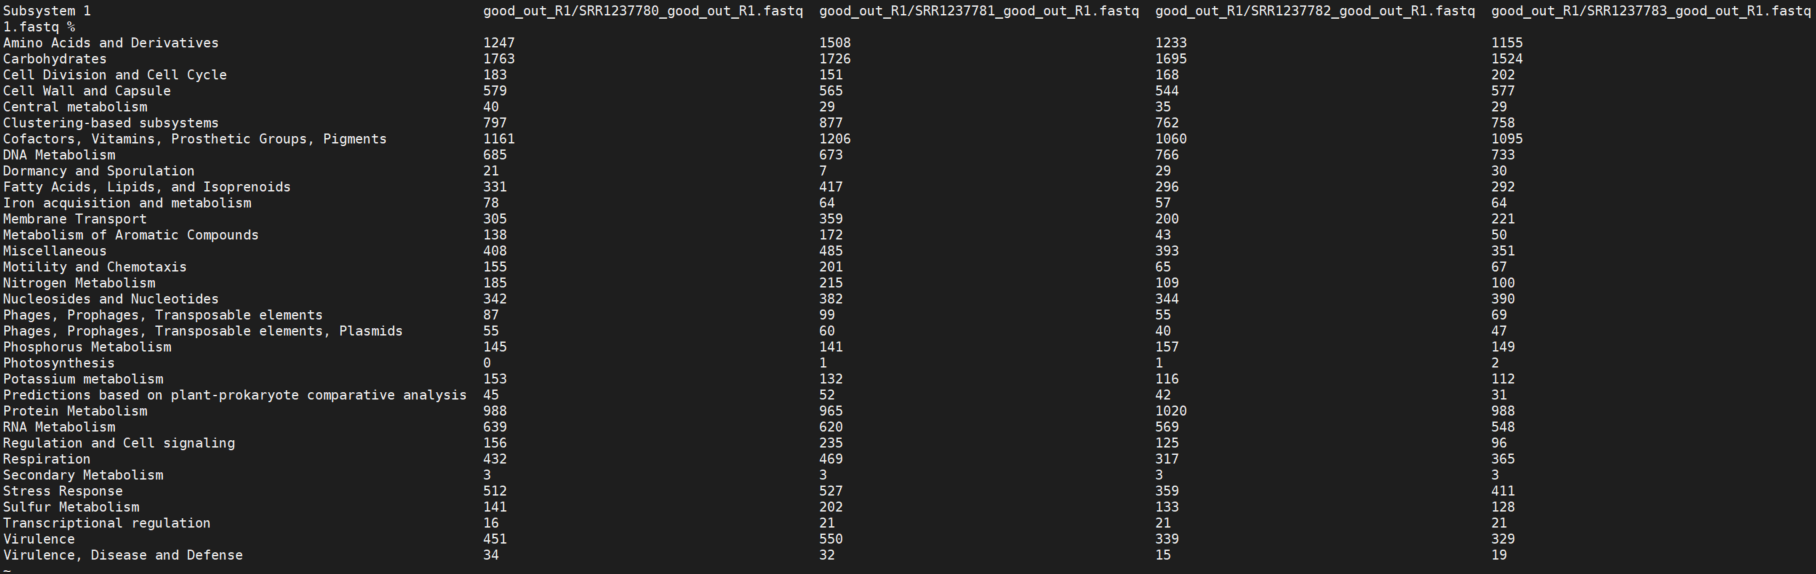 Subsystem 1 good_out_R1/SRR1237780_good_out_R1.fastq good_out_R1/SRR1237781_good_out_R1.fastq good_out_R1/SRR1237782_good_out_R1.fastq good_out_R1/SRR1237783_good_out_R1.fastq
1.fastq %
Amino Acids and Derivatives 1247 1508 1233 1155
Carbohydrates 1763 1726 1695 1524
Cell Division and Cell Cycle 183 151 168 202
Cell Wall and Capsule 579 565 544 577
Central metabolism 40 29 35 29
Clustering-based subsystems 797 877 762 758
Cofactors, Vitamins, Prosthetic Groups, Pigments 1161 1206 1060 1095
DNA Metabolism 685 673 766 733
Dormancy and Sporulation 21 7 29 30
Fatty Acids, Lipids, and Isoprenoids 331 417 296 292
Iron acquisition and metabolism 78 64 57 64
Membrane Transport 305 359 200 221
Metabolism of Aromatic Compounds 138 172 43 50
Miscellaneous 408 485 393 351
Motility and Chemotaxis 155 201 65 67
Nitrogen Metabolism 185 215 109 100
Nucleosides and Nucleotides 342 382 344 390
Phages, Prophages, Transposable elements 87 99 55 69
Phages, Prophages, Transposable elements, Plasmids 55 60 40 47
Phosphorus Metabolism 145 141 157 149
Photosynthesis 0 1 1 2
Potassium metabolism 153 132 116 112
Predictions based on plant-prokaryote comparative analysis 45 52 42 31
Protein Metabolism 988 965 1020 988
RNA Metabolism 639 620 569 548
Regulation and Cell signaling 156 235 125 96
Respiration 432 469 317 365
Secondary Metabolism 3 3 3 3
Stress Response 512 527 359 411
Sulfur Metabolism 141 202 133 128
Transcriptional regulation 16 21 21 21
Virulence 451 550 339 329
Virulence, Disease and Defense 34 32 15 19
~